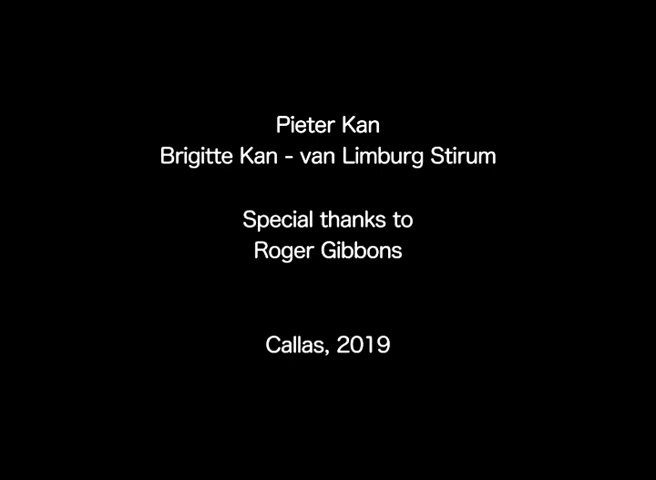 Pieter Kan
Brigitte Kan - van Limburg Stirum
Special thanks to
Roger Gibbons
Callas, 2019